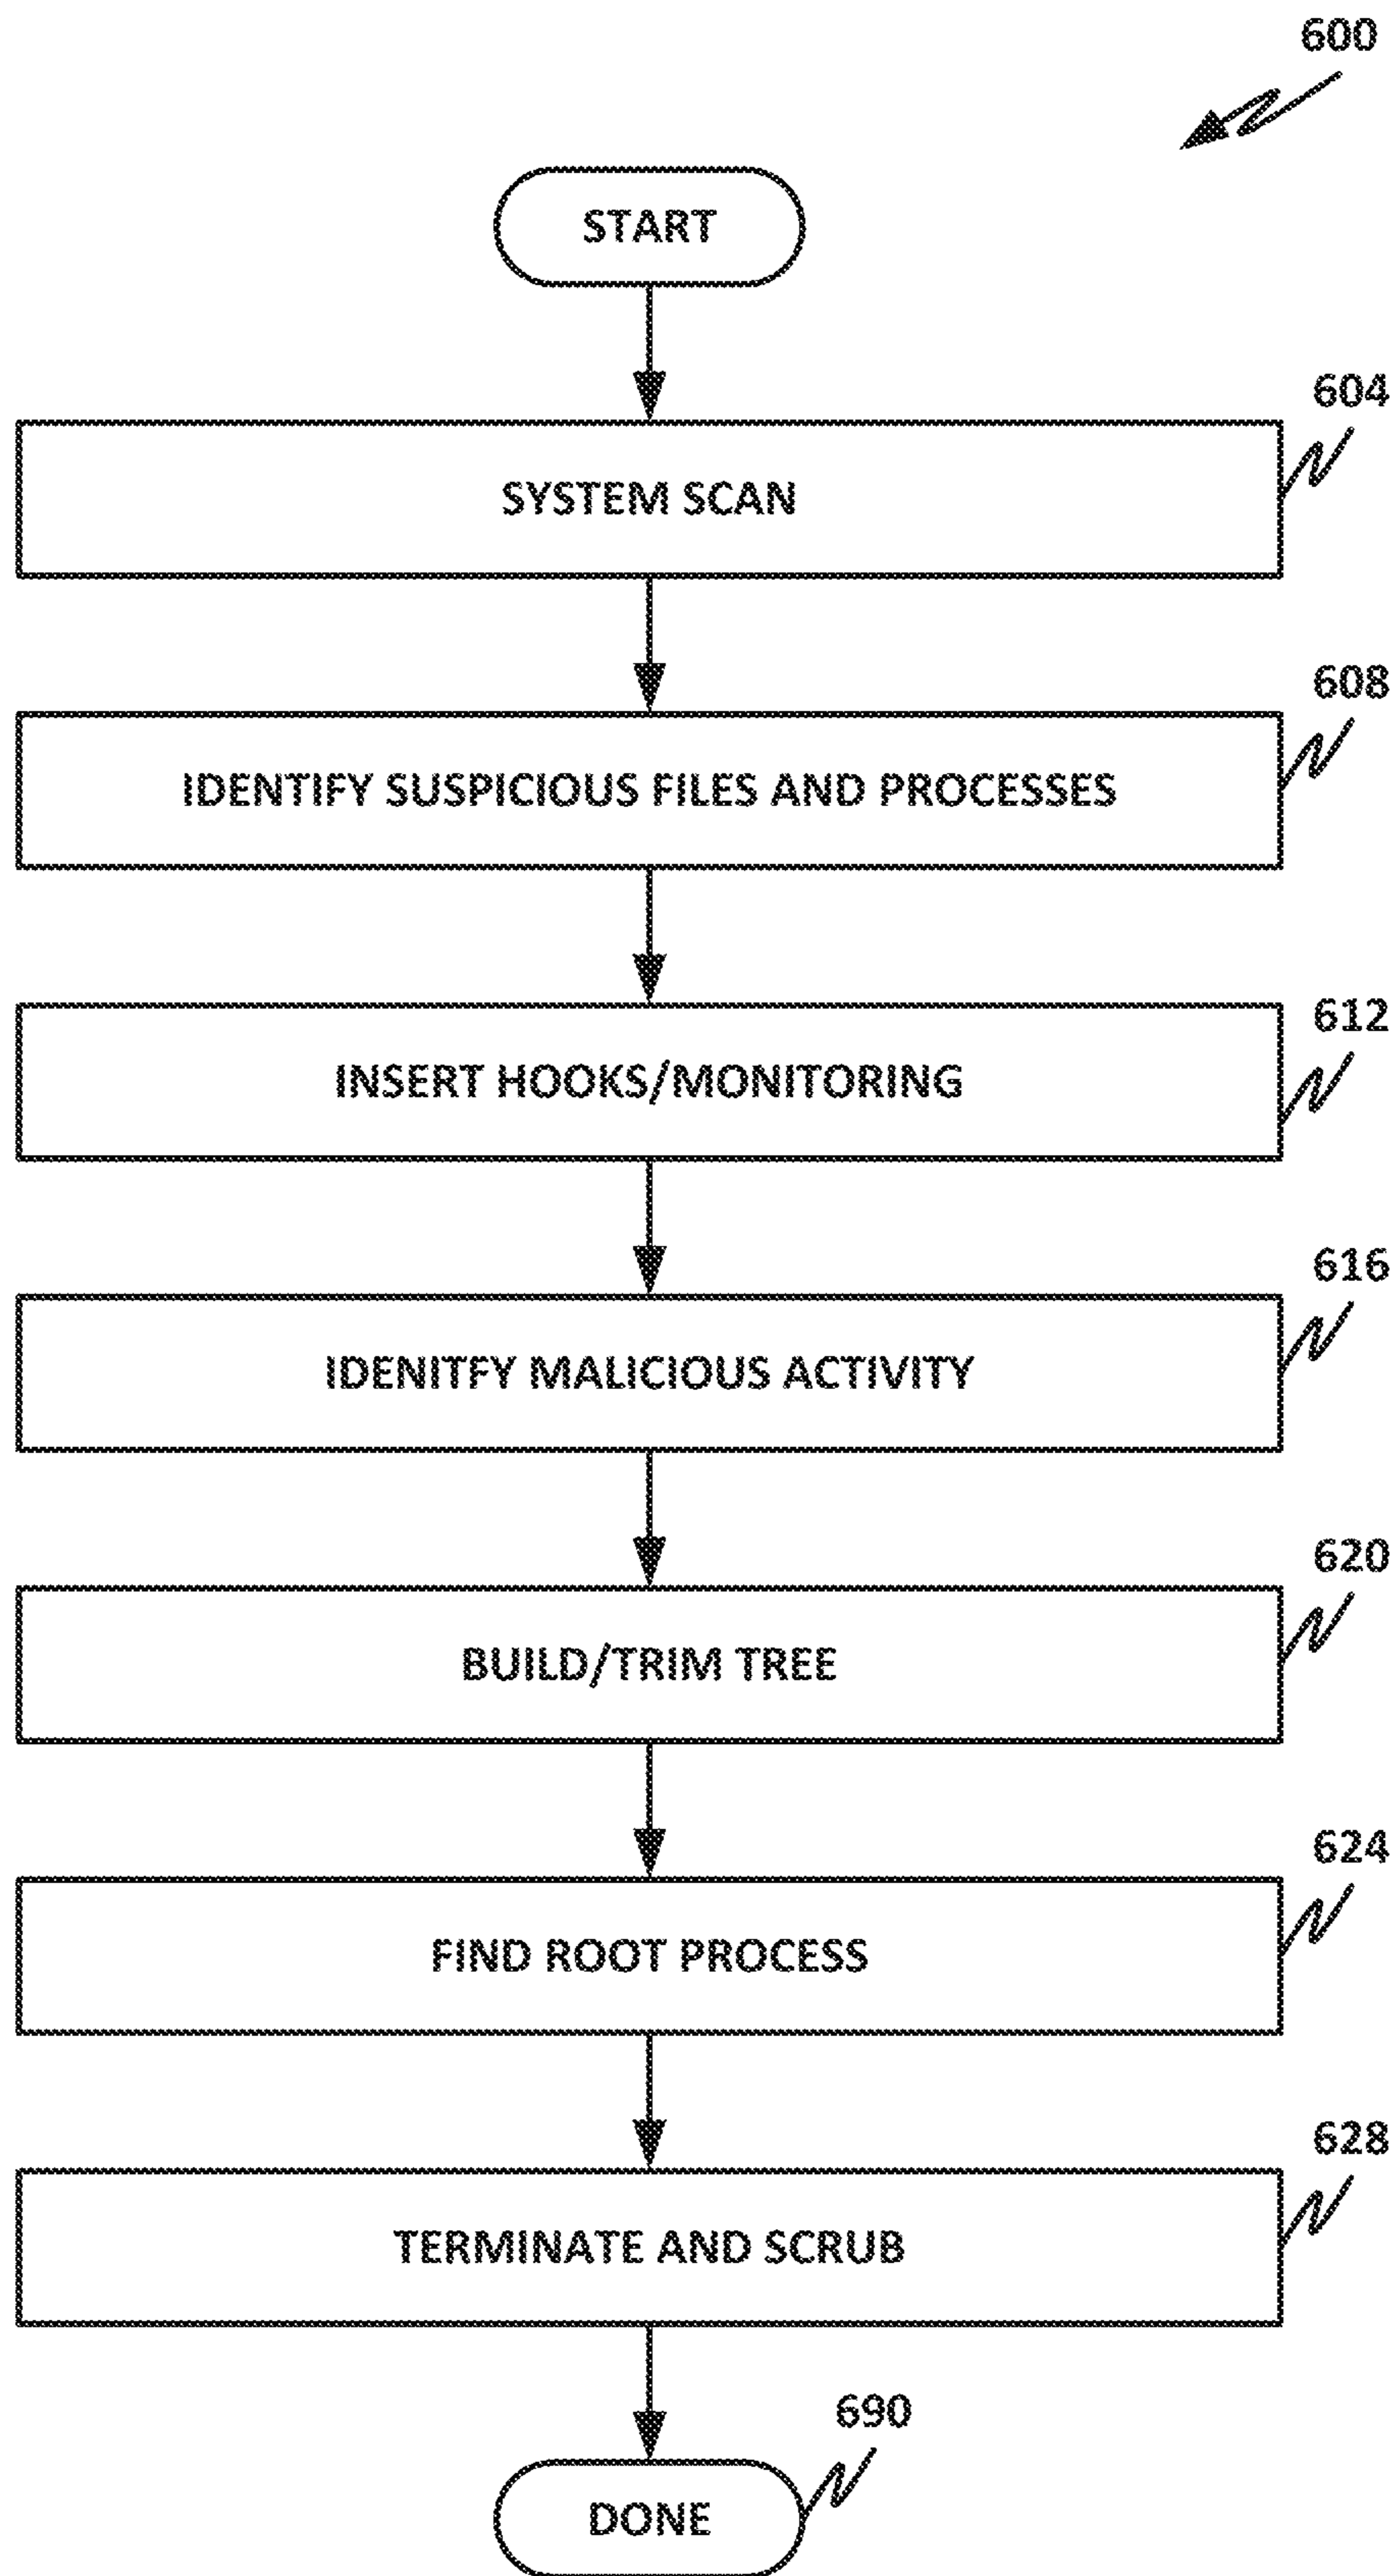 600
START
604
SYSTEM SCAN
608
IDENTIFY SUSPICIOUS FILES AND PROCESSES
612
INSERT HOOKS/MONITORING
616
IDENITFY MALICIOUS ACTIVITY
620
BUILD/TRIM TREE
624
FIND ROOT PROCESS
628
TERMINATE AND SCRUB
690
DONE